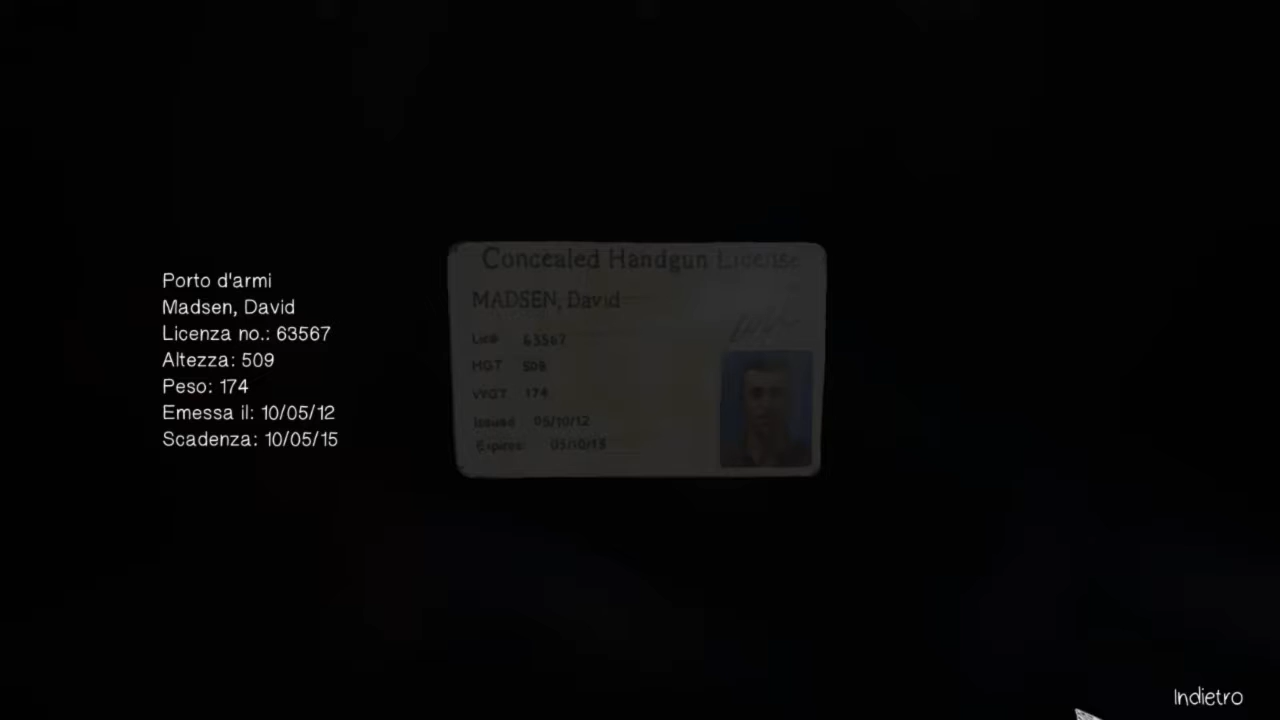 Porto d'armi
Madsen, David
Licenza no.: 63567
Altezza: 509
Peso: 174
Emessa il: 10/05/12
Scadenza: 10/05/15
Concealed Handgun License
MADSEN, David
Lic# 63567
HGT 509
WGT 174
Issued 05/10/12
Expires: 05/10/15
Indietro